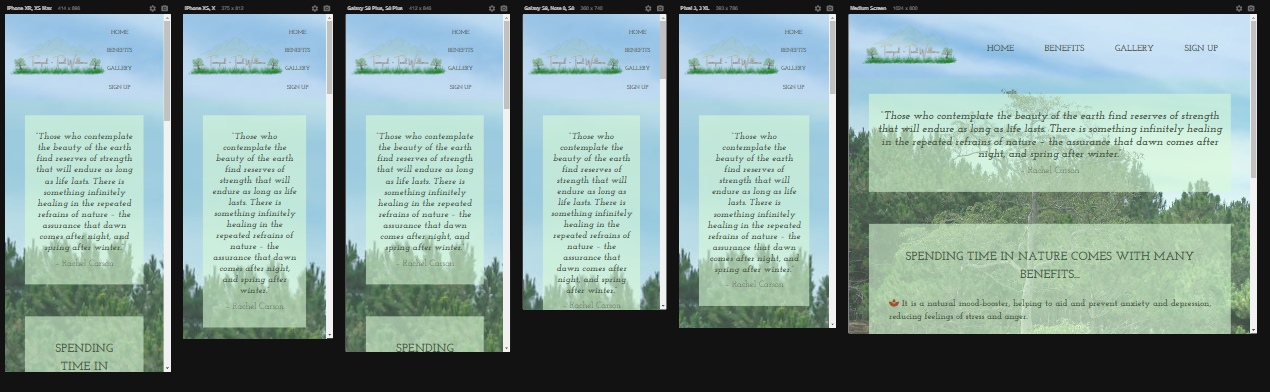 iPhone XR, XS Max 414 x 896
HOME
BENEFITS
GALLERY
SIGN UP
"Those who contemplate
the beauty of the earth
find reserves of strength
that will endure as long
as life lasts. There is
something infinitely
healing in the repeated
refrains of nature – the
assurance that dawn
comes after night, and
spring after winter."
– Rachel Carson
SPENDING
TIME IN
iPhone XS, X 375 x 812
HOME
BENEFITS
GALLERY
SIGN UP
"Those who
contemplate the
beauty of the earth
find reserves of
strength that will
endure as long as life
lasts. There is
something infinitely
healing in the
repeated refrains of
nature – the
assurance that dawn
comes after night,
and spring after
winter."
– Rachel Carson
Galaxy S9 Plus, S8 Plus 412 x 846
HOME
BENEFITS
GALLERY
SIGN UP
"Those who contemplate
the beauty of the earth
find reserves of strength
that will endure as long
as life lasts. There is
something infinitely
healing in the repeated
refrains of nature – the
assurance that dawn
comes after night, and
spring after winter."
– Rachel Carson
SPENDING
Galaxy S9, Note 8, S8 360 x 740
HOME
BENEFITS
GALLERY
SIGN UP
"Those who
contemplate the
beauty of the earth
find reserves of
strength that will
endure as long as life
lasts. There is
something infinitely
healing in the
repeated refrains of
nature – the
assurance that
dawn comes after
night, and spring
after winter."
– Rachel Carson
Pixel 3, 3 XL 393 x 786
HOME
BENEFITS
GALLERY
SIGN UP
"Those who
contemplate the
beauty of the earth
find reserves of
strength that will
endure as long as life
lasts. There is
something infinitely
healing in the repeated
refrains of nature – the
assurance that dawn
comes after night, and
spring after winter."
– Rachel Carson
Medium Screen 1024 x 800
HOME BENEFITS GALLERY SIGN UP
"Those who contemplate the beauty of the earth find reserves of strength
that will endure as long as life lasts. There is something infinitely healing
in the repeated refrains of nature – the assurance that dawn comes after
night, and spring after winter."
– Rachel Carson
SPENDING TIME IN NATURE COMES WITH MANY
BENEFITS...
It is a natural mood-booster, helping to aid and prevent anxiety and depression,
reducing feelings of stress and anger.